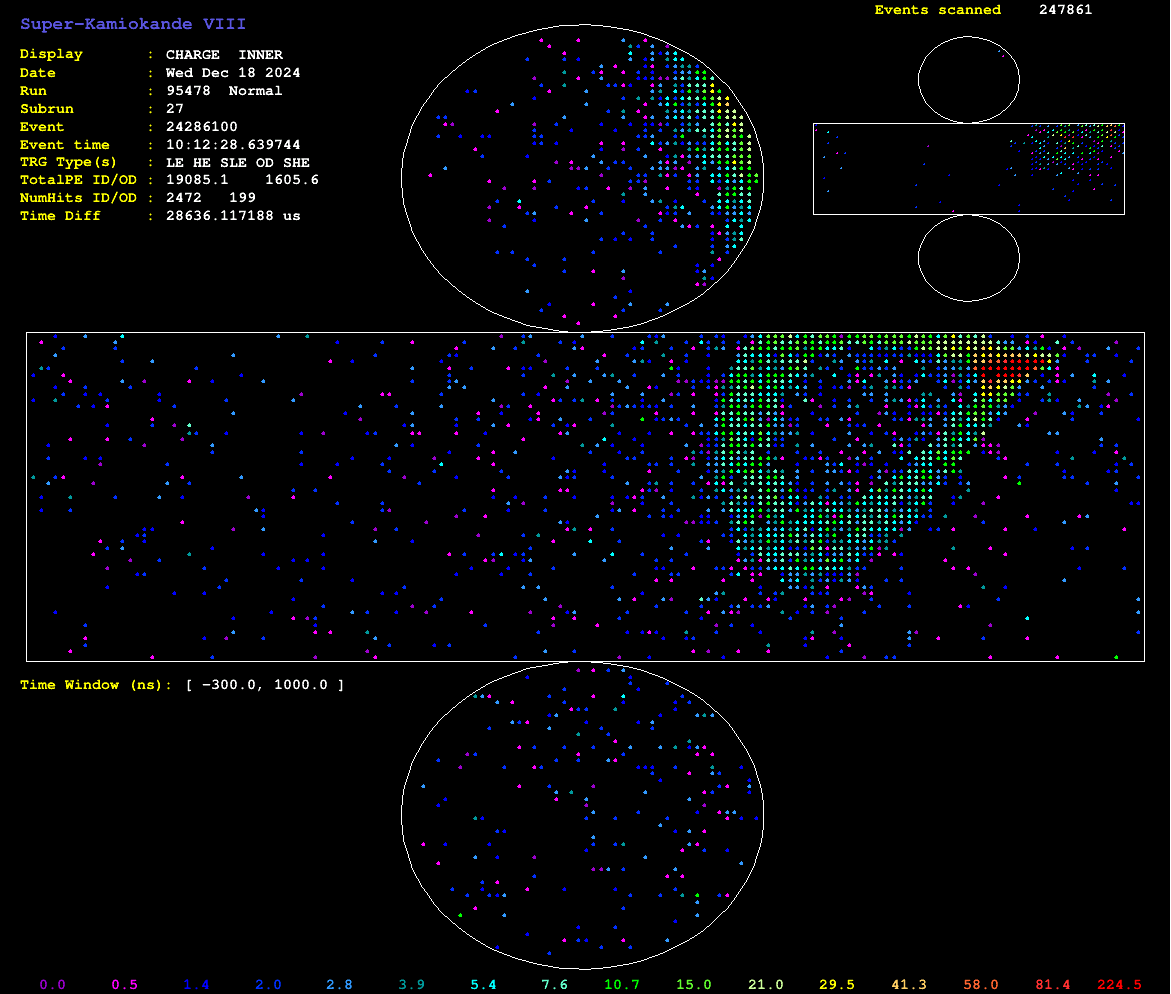 Super-Kamiokande VIII
Display : CHARGE INNER
Date : Wed Dec 18 2024
Run : 95478 Normal
Subrun : 27
Event : 24286100
Event time : 10:12:28.639744
TRG Type(s) : LE HE SLE OD SHE
TotalPE ID/OD : 19085.1 1605.6
NumHits ID/OD : 2472 199
Time Diff : 28636.117188 us
Events scanned 247861
Time Window (ns): [ −300.0, 1000.0 ]
0.0 0.5 1.4 2.0 2.8 3.9 5.4 7.6 10.7 15.0 21.0 29.5 41.3 58.0 81.4 224.5